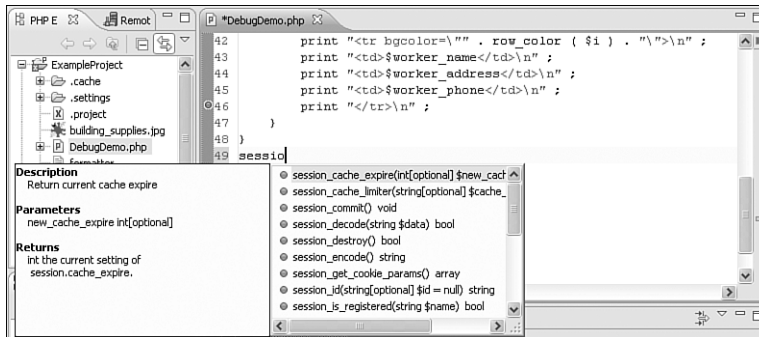 PHP E
Remot
*DebugDemo.php
ExampleProject
.cache
.settings
.project
building_supplies.jpg
DebugDemo.php
formatter
42 print "<tr bgcolor=\"" . row_color ( $i ) . "\">\n" ;
43 print "<td>$worker_name</td>\n" ;
44 print "<td>$worker_address</td>\n" ;
45 print "<td>$worker_phone</td>\n" ;
46 print "</tr>\n" ;
47 }
48 }
49 sessio
Description
Return current cache expire
Parameters
new_cache_expire int[optional]
Returns
int the current setting of
session.cache_expire.
session_cache_expire(int[optional] $new_cach
session_cache_limiter(string[optional] $cache_
session_commit() void
session_decode(string $data) bool
session_destroy() bool
session_encode() string
session_get_cookie_params() array
session_id(string[optional] $id = null) string
session_is_registered(string $name) bool